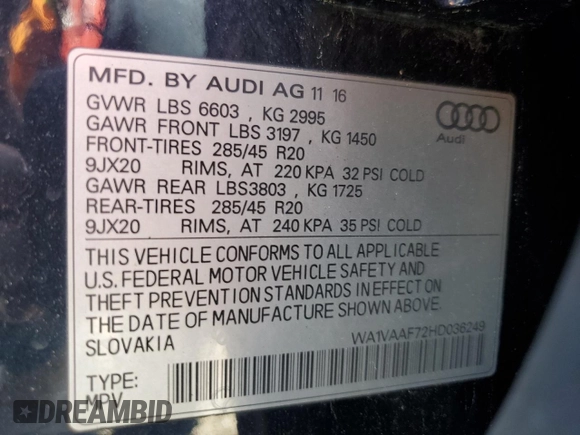 MFD. BY AUDI AG 11 16
GVWR LBS 6603 , KG 2995
GAWR FRONT LBS 3197 , KG 1450
FRONT-TIRES 285/45 R20
9JX20 RIMS, AT 220 KPA 32 PSI COLD
GAWR REAR LBS3803 , KG 1725
REAR-TIRES 285/45 R20
9JX20 RIMS, AT 240 KPA 35 PSI COLD
Audi
THIS VEHICLE CONFORMS TO ALL APPLICABLE
U.S. FEDERAL MOTOR VEHICLE SAFETY AND
THEFT PREVENTION STANDARDS IN EFFECT ON
THE DATE OF MANUFACTURE SHOWN ABOVE.
SLOVAKIA
WA1VAAF72HD036249
TYPE:
MPV
DREAMBID